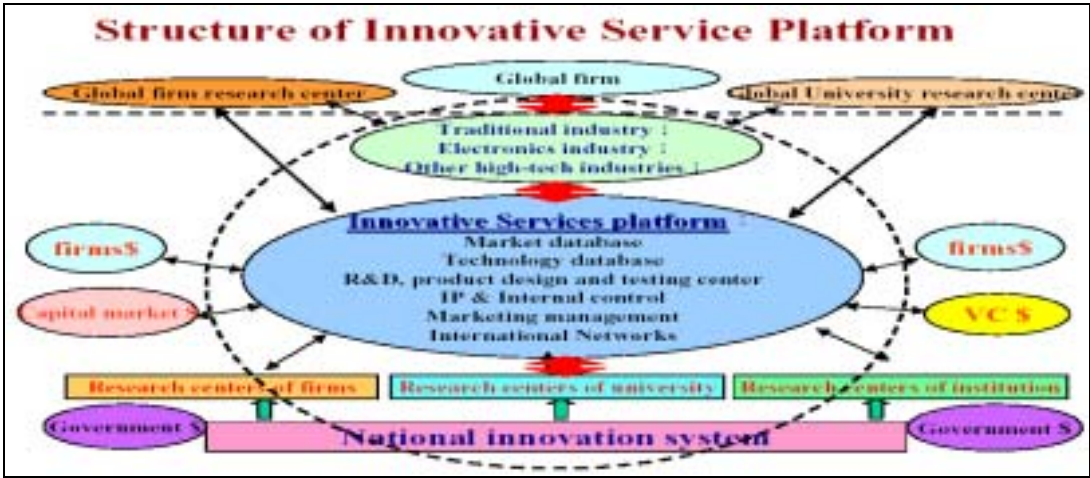 Structure of Innovative Service Platform
Global firm
Global firm research center
Global University research center
Traditional industry :
Electronics industry :
Other high-tech industries :
Innovative Services platform :
Market database
Technology database
R&D, product design and testing center
IP & Internal control
Marketing management
International Networks
firms$
firms$
Capital market $
VC $
Research centers of firms
Research centers of university
Research centers of institution
Government $
National innovation system
Government $